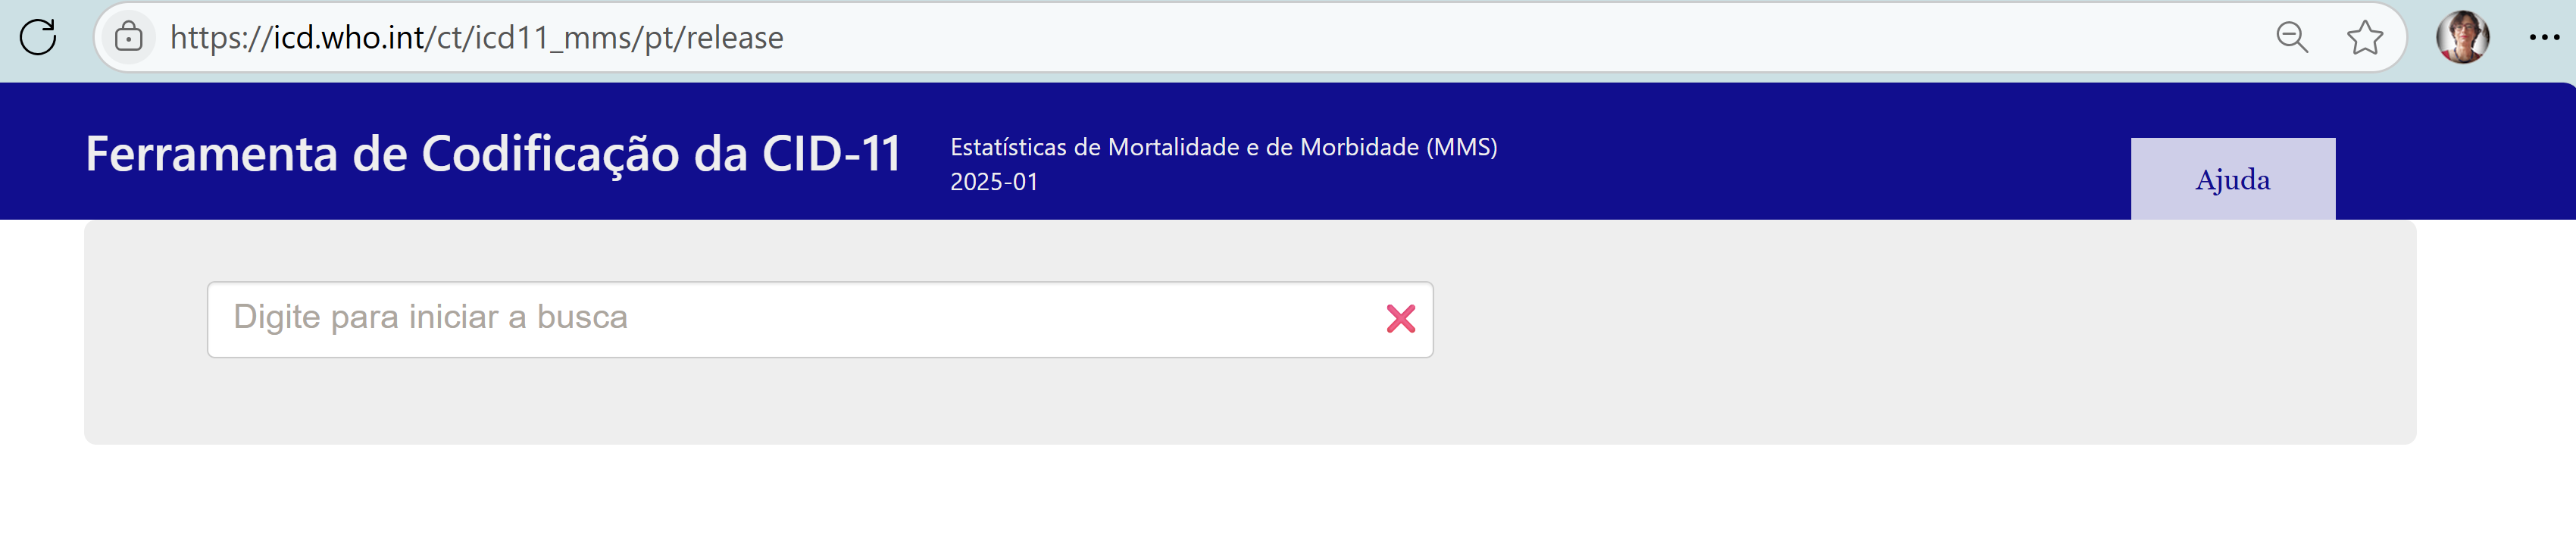 https://icd.who.int/ct/icd11_mms/pt/release
Ferramenta de Codificação da CID-11
Estatísticas de Mortalidade e de Morbidade (MMS)
2025-01
Ajuda
Digite para iniciar a busca